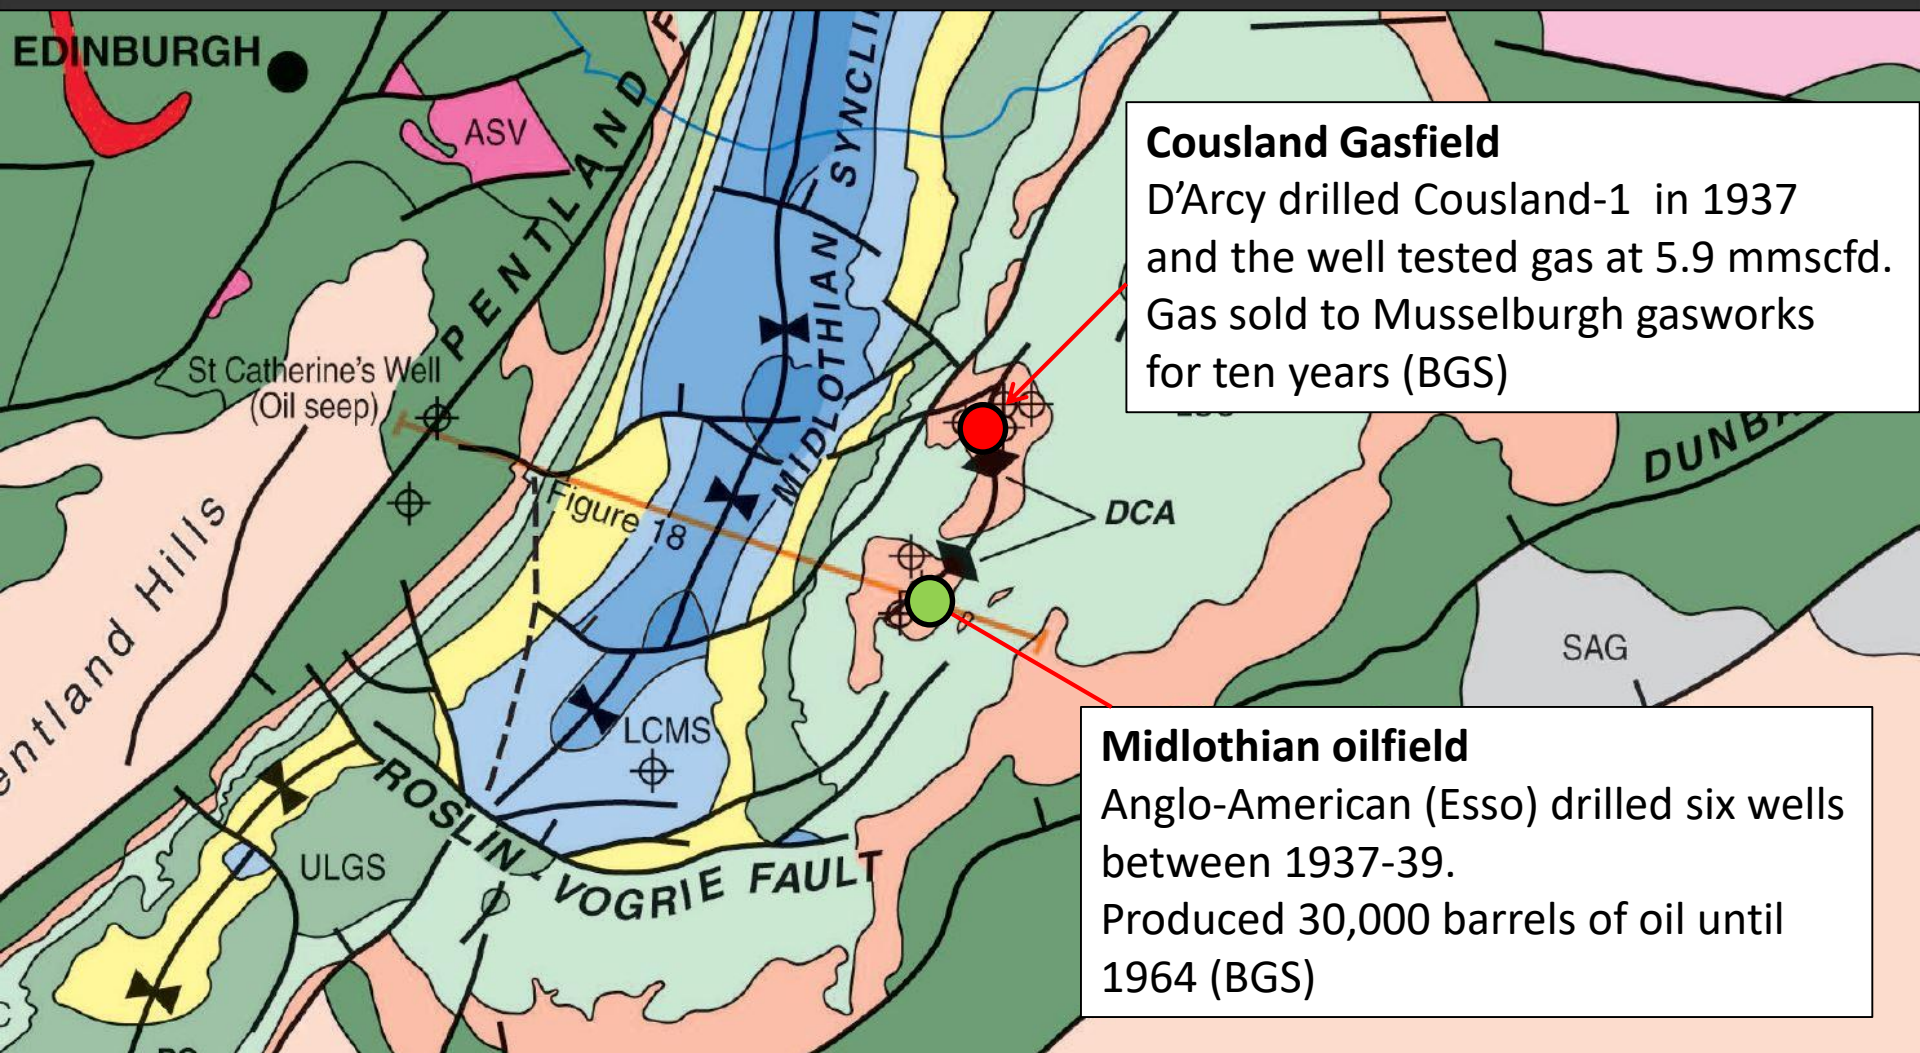 EDINBURGH
ASV
PENTLAND F
MIDLOTHIAN SYNCLI
Cousland Gasfield
D’Arcy drilled Cousland-1  in 1937
and the well tested gas at 5.9 mmscfd.
Gas sold to Musselburgh gasworks
for ten years (BGS)
St Catherine's Well
(Oil seep)
DUNBA
Figure 18
DCA
entland Hills
SAG
LCMS
Midlothian oilfield
Anglo-American (Esso) drilled six wells
between 1937-39.
Produced 30,000 barrels of oil until
1964 (BGS)
ROSLIN - VOGRIE FAULT
ULGS